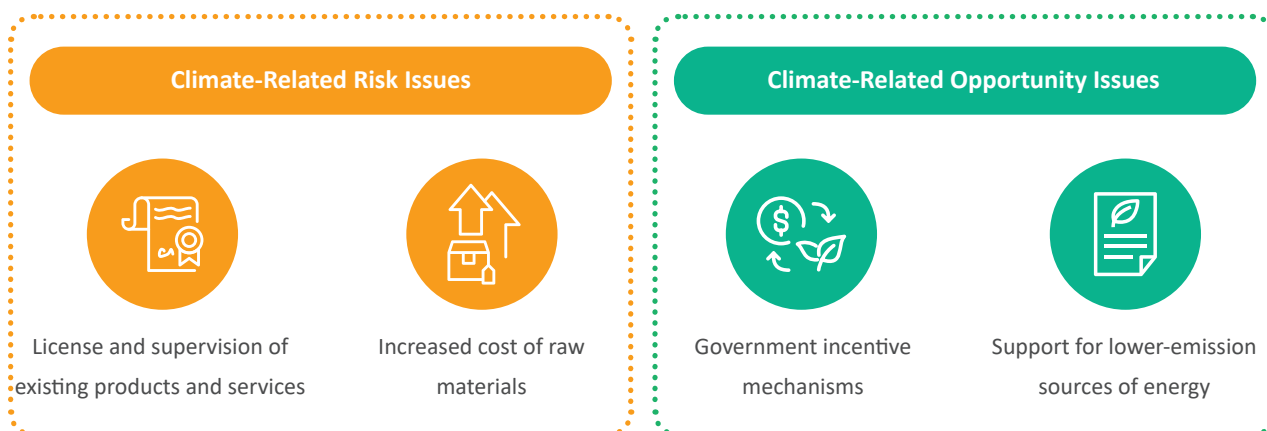 Climate-Related Risk Issues
License and supervision of
existing products and services
Increased cost of raw
materials
Climate-Related Opportunity Issues
$
Government incentive
mechanisms
Support for lower-emission
sources of energy